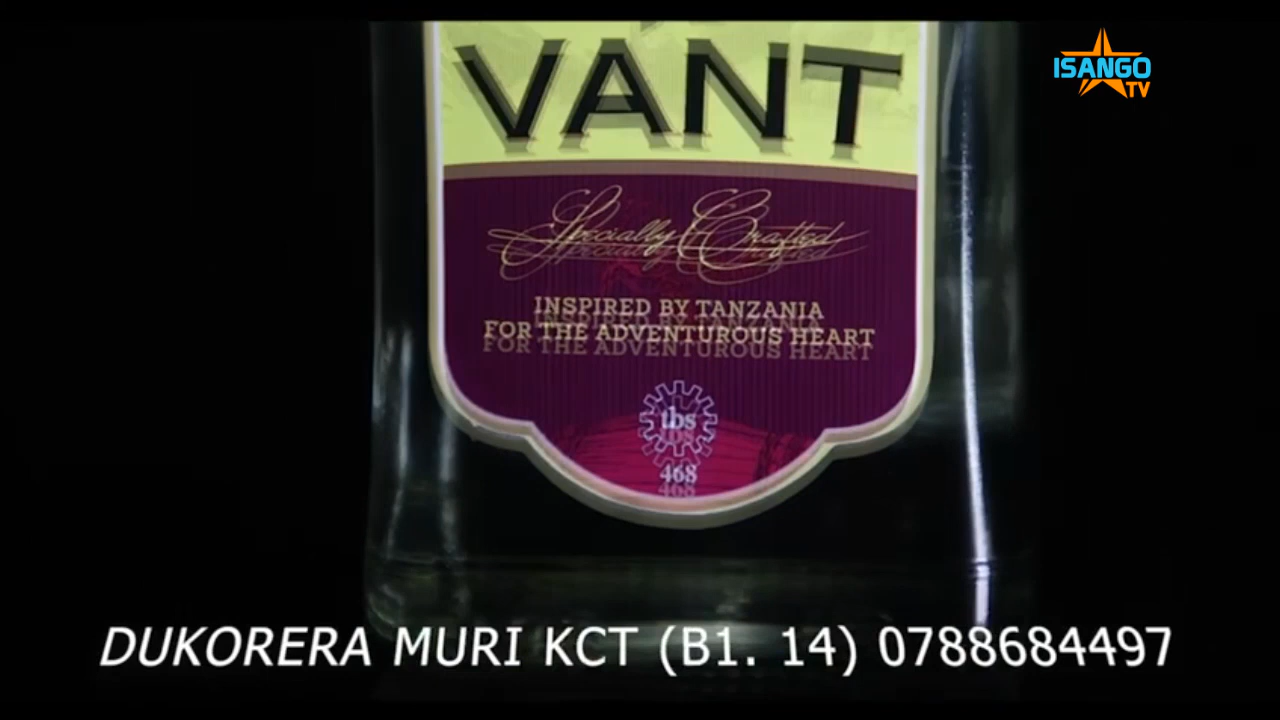 ISANGO
TV
VANT
Specially Crafted
INSPIRED BY TANZANIA
FOR THE ADVENTUROUS HEART
tbs
468
DUKORERA MURI KCT (B1. 14) 0788684497